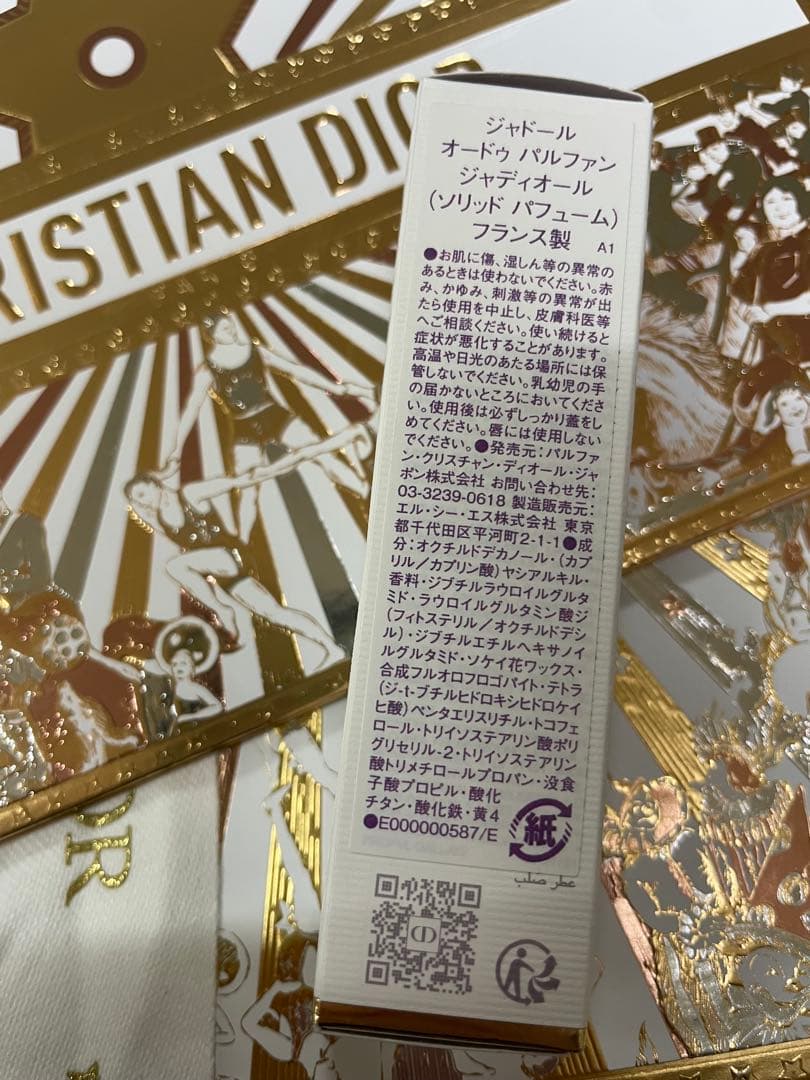 RISTIAN DIOR
ジャドール
オードゥ パルファン
ジャディオール
(ソリッド パフューム)
フランス製 A1
●お肌に傷、湿しん等の異常の
あるときは使わないでください。赤
み、かゆみ、刺激等の異常が出
たら使用を中止し、皮膚科医等
へご相談ください。使い続けると
症状が悪化することがあります。
高温や日光のあたる場所には保
管しないでください。乳幼児の手
の届かないところにおいてくださ
い。使用後は必ずしっかり蓋をし
めてください。唇には使用しない
でください。●発売元:パルファ
ン・クリスチャン・ディオール・ジャ
ポン株式会社 お問い合わせ先:
03-3239-0618 製造販売元:
エル・シー・エス株式会社 東京
都千代田区平河町2-1-1●成
分:オクチルドデカノール・(カプ
リル/カプリン酸)ヤシアルキル・
香料・ジブチルラウロイルグルタ
ミド・ラウロイルグルタミン酸ジ
(フィトステリル/オクチルドデシ
ル)・ジブチルエチルヘキサノイ
ルグルタミド・ソケイ花ワックス・
合成フルオロフロゴパイト・テトラ
(ジ-t-ブチルヒドロキシヒドロケイ
ヒ酸)ペンタエリスリチル・トコフェ
ロール・トリイソステアリン酸ポリ
グリセリル-2・トリイソステアリン
酸トリメチロールプロパン・没食
子酸プロピル・酸化
チタン・酸化鉄・黄4
●E000000587/E
紙
عطر صلب
CD
OR